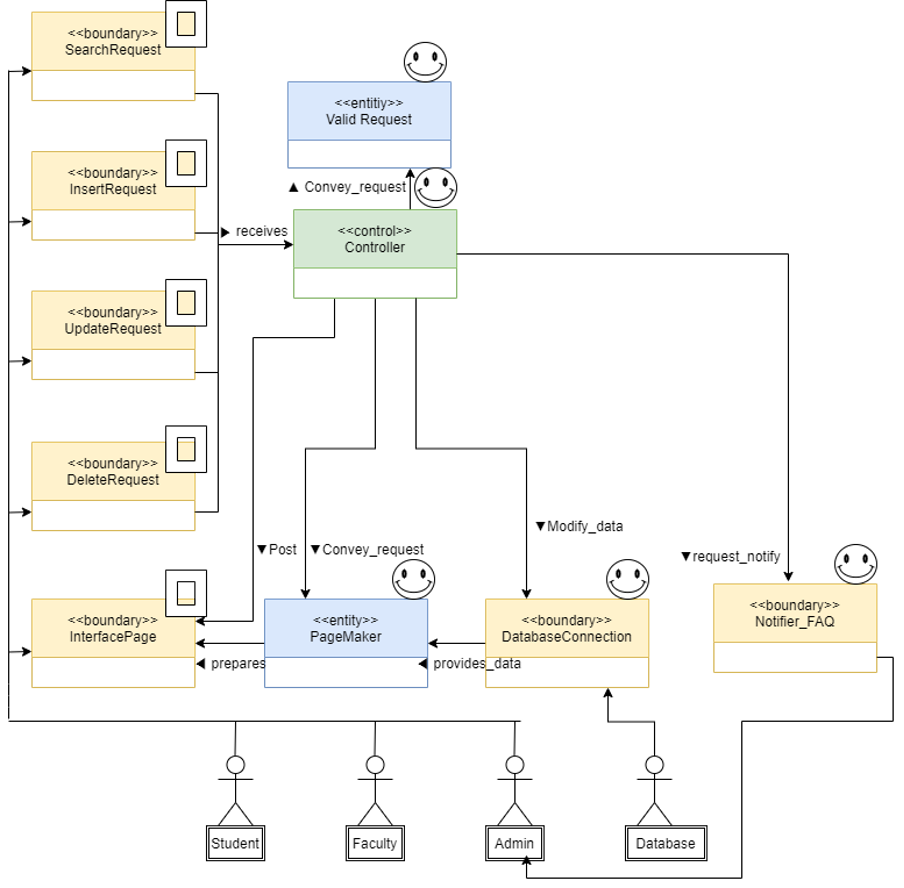 <<boundary>>
SearchRequest
<<entitiy>>
Valid Request
<<boundary>>
InsertRequest
▲ Convey_request
▶ receives
<<control>>
Controller
<<boundary>>
UpdateRequest
<<boundary>>
DeleteRequest
▼Modify_data
▼Post
▼Convey_request
▼request_notify
<<boundary>>
InterfacePage
<<entity>>
PageMaker
<<boundary>>
DatabaseConnection
<<boundary>>
Notifier_FAQ
◀ prepares
◀ provides_data
Student
Faculty
Admin
Database